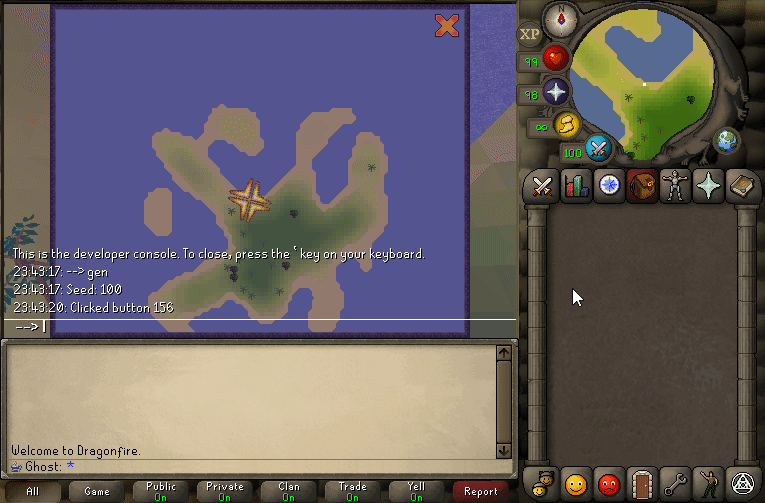 N
XP
99
98
∞
100
This is the developer console. To close, press the ` key on your keyboard.
23:43:17: --> gen
23:43:17: Seed: 100
23:43:20: Clicked button 156
-->
Welcome to Dragonfire.
Ghost: *
All Game Public On Private On Clan On Trade On Yell On Report